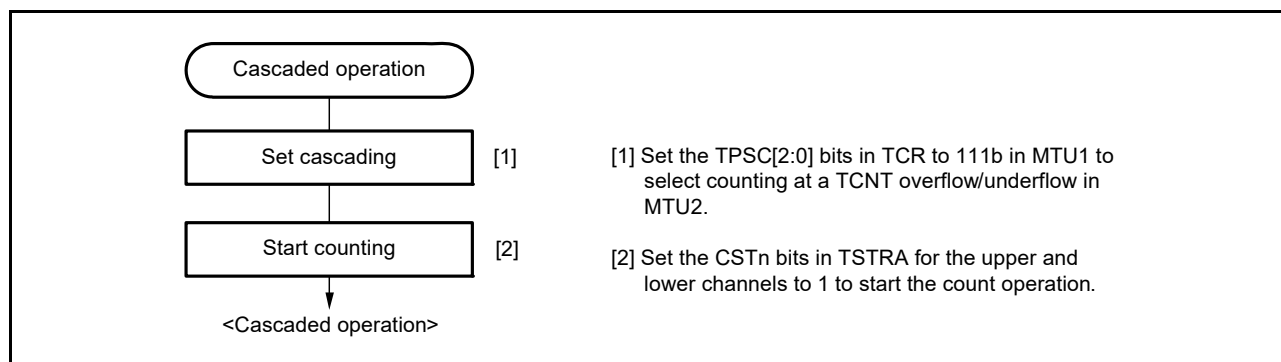 Cascaded operation
Set cascading
[1]
[1] Set the TPSC[2:0] bits in TCR to 111b in MTU1 to
select counting at a TCNT overflow/underflow in
MTU2.
Start counting
[2]
[2] Set the CSTn bits in TSTRA for the upper and
lower channels to 1 to start the count operation.
<Cascaded operation>